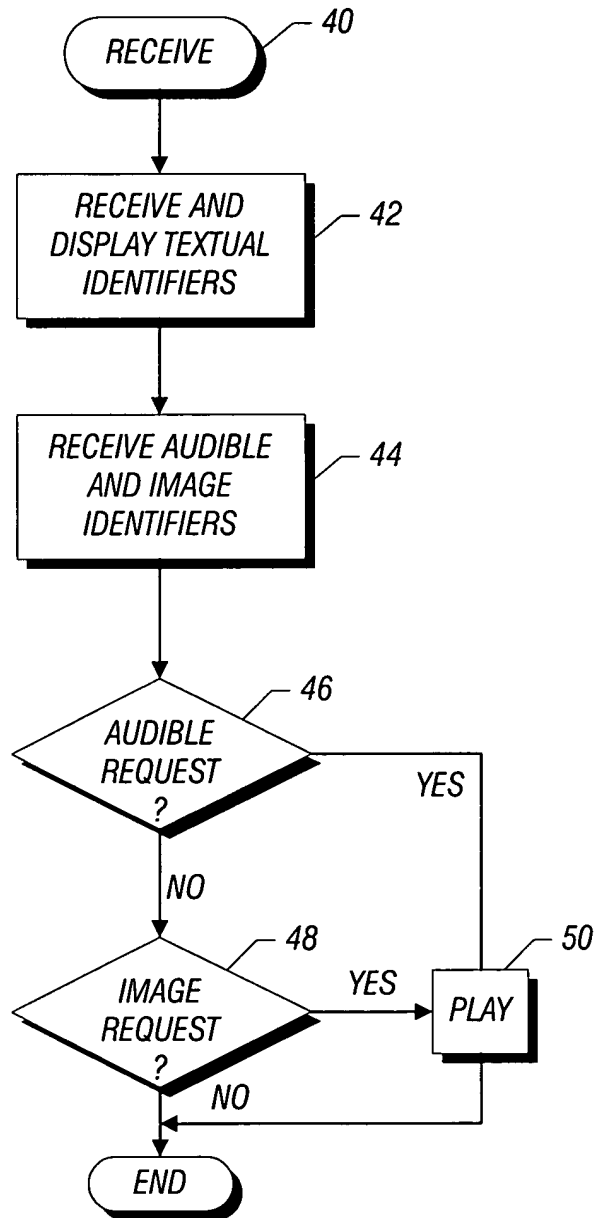 RECEIVE
40
RECEIVE AND
DISPLAY TEXTUAL
IDENTIFIERS
42
RECEIVE AUDIBLE
AND IMAGE
IDENTIFIERS
44
46
AUDIBLE
REQUEST
?
YES
NO
48
IMAGE
REQUEST
?
YES
50
PLAY
NO
END